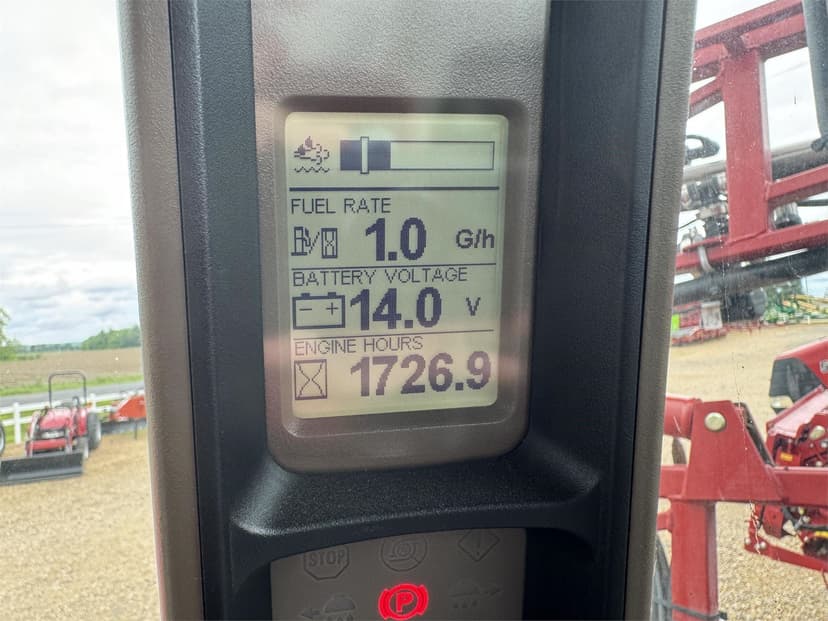 FUEL RATE
1.0 G/h
BATTERY VOLTAGE
14.0 V
ENGINE HOURS
1726.9
STOP
P